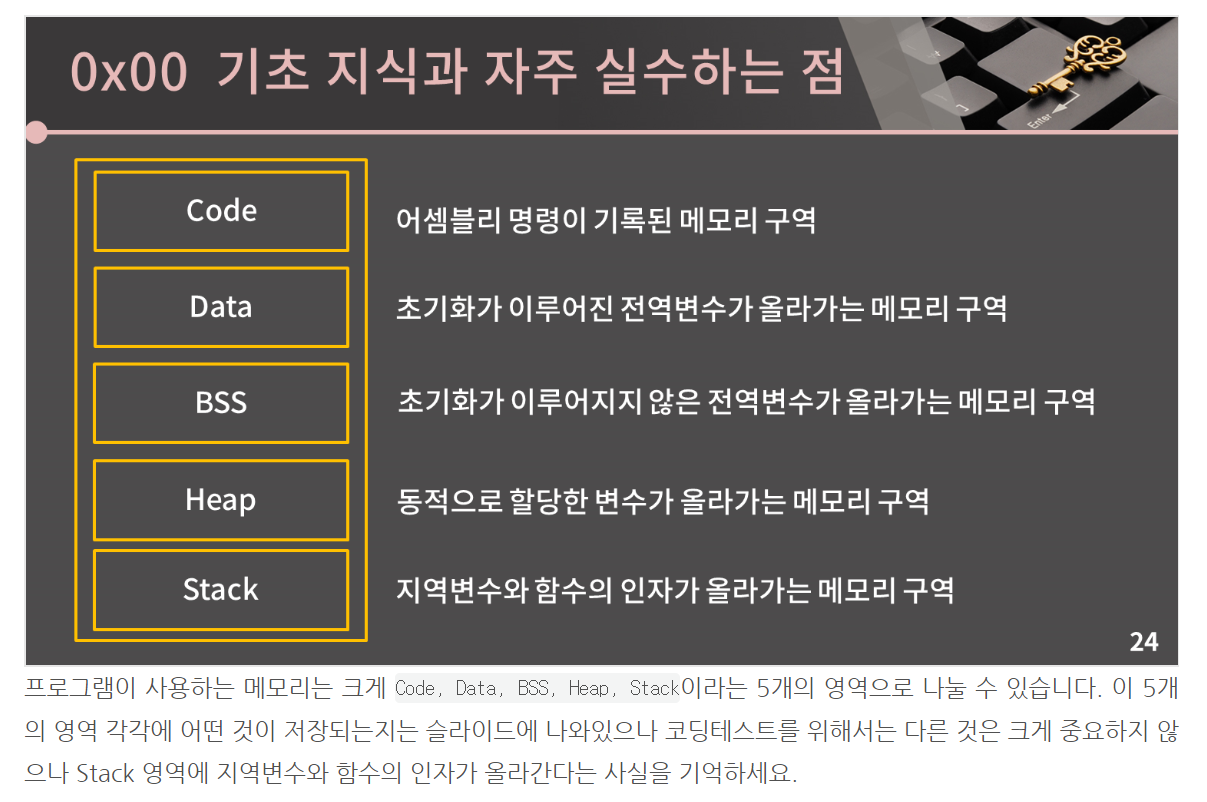 0x00 기초 지식과 자주 실수하는 점
Enter
Code
어셈블리 명령이 기록된 메모리 구역
Data
초기화가 이루어진 전역변수가 올라가는 메모리 구역
BSS
초기화가 이루어지지 않은 전역변수가 올라가는 메모리 구역
Heap
동적으로 할당한 변수가 올라가는 메모리 구역
Stack
지역변수와 함수의 인자가 올라가는 메모리 구역
24
프로그램이 사용하는 메모리는 크게 Code, Data, BSS, Heap, Stack이라는 5개의 영역으로 나눌 수 있습니다. 이 5개
의 영역 각각에 어떤 것이 저장되는지는 슬라이드에 나와있으나 코딩테스트를 위해서는 다른 것은 크게 중요하지 않
으나 Stack 영역에 지역변수와 함수의 인자가 올라간다는 사실을 기억하세요.